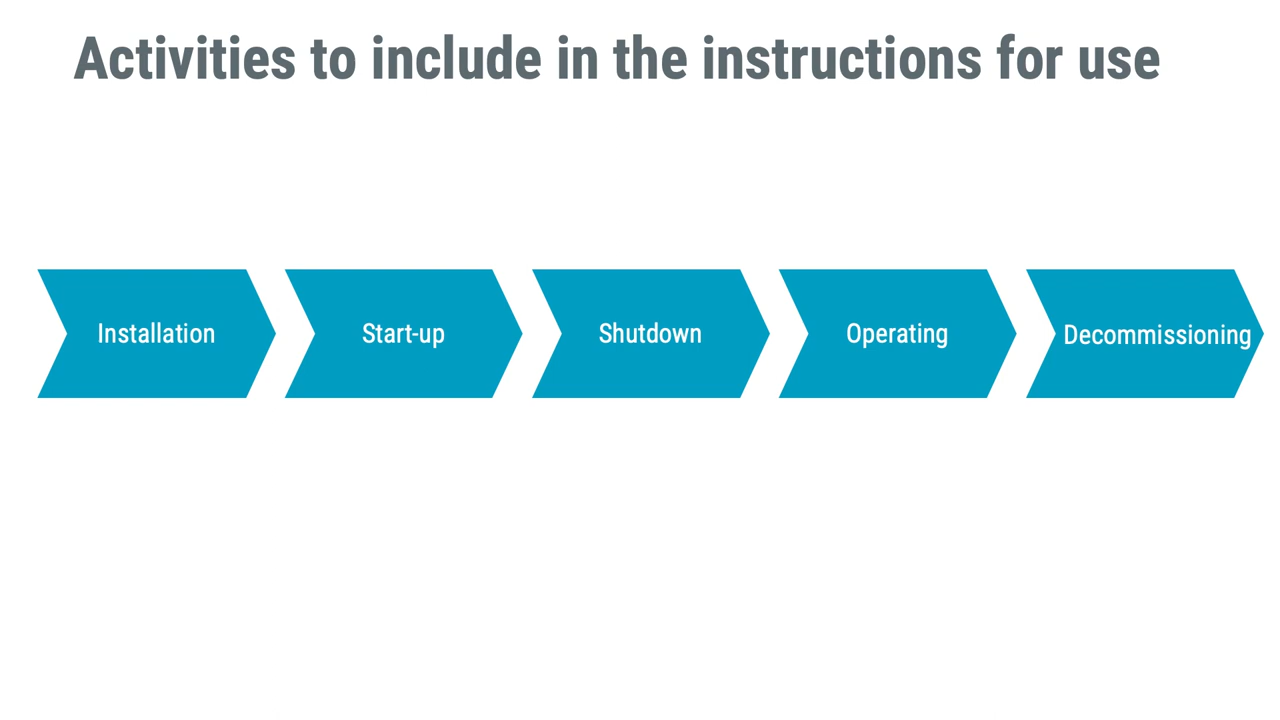 Activities to include in the instructions for use
Installation
Start-up
Shutdown
Operating
Decommissioning